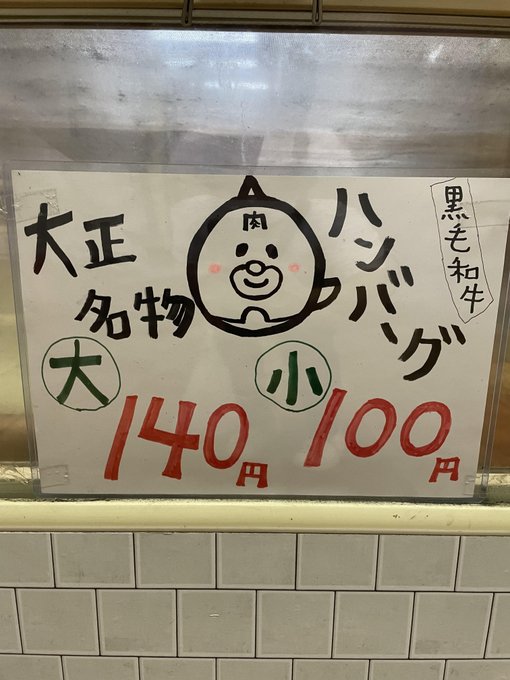 黒毛和牛
大正
名物
肉
ハンバーグ
大 140円
小 100円